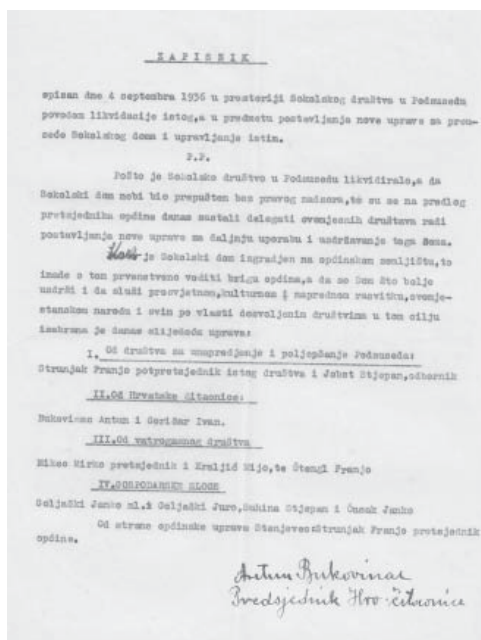 ZAPISNIK
spisan dne 4 septembra 1936 u prostoriji Sokolskog društva u Podsusedu
povodom likvidacije istog,a u predmetu postavljanja nove uprave za preu-
zeće Sokolskog doma i upravljanje istim.
P.P.
Pošto je Sokolsko društvo u Podsusedu likvidiralo,a da
Sokolski dom nebi bio prepušten bez pravog nadzora,to su se na predlog
pretsjednika općine danas sastali delegati ovomjesnih društava radi
postavljanja nove uprave za daljnju uporabu i uzdržavanje toga doma.
je Sokolski dom izgradjen na općinskom zemljištu,to
imade o tom prvenstveno voditi brigu općina,a da se dom što bolje
uzdrži i da služi prosvjetnom,kulturnom i naprednom razvitku,ovomje-
stanskom narodu i svim po vlasti dozvoljenim društvima u tom cilju
izabrana je danas slijedeća uprava:
I. Od društva za unapredjenje i poljepšanje Podsuseda:
Strunjak Franjo potpretsjednik istog društva i Jobst Stjepan,odbornik
II.Od Hrvatske čitaonice:
Bukovinac Antun i Goričar Ivan.
III.Od vatrogasnog društva
Mikec Mirko pretsjednik i Kraljić Mijo,te Štengl Franjo
IV.GOSPODARSKE SLOGE
Goljački Janko ml.i Goljački Juro,Suhina Stjepan i Janko
Od strane općinske uprave Stenjevec:Strunjak Franjo pretsjednik
općine.
Antun Bukovinac
Predsjednik Hrv. čitaonice